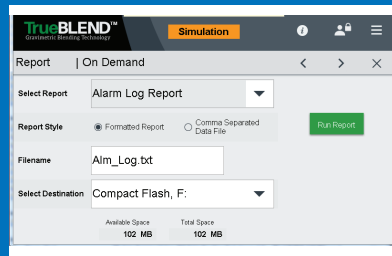 TrueBLEND™
Gravimetric Blending Technology
Simulation
Report | On Demand
Select Report Alarm Log Report
Report Style Formatted Report Comma Separated
Data File
Run Report
Filename Alm_Log.txt
Select Destination Compact Flash, F:
Available Space Total Space
102 MB 102 MB